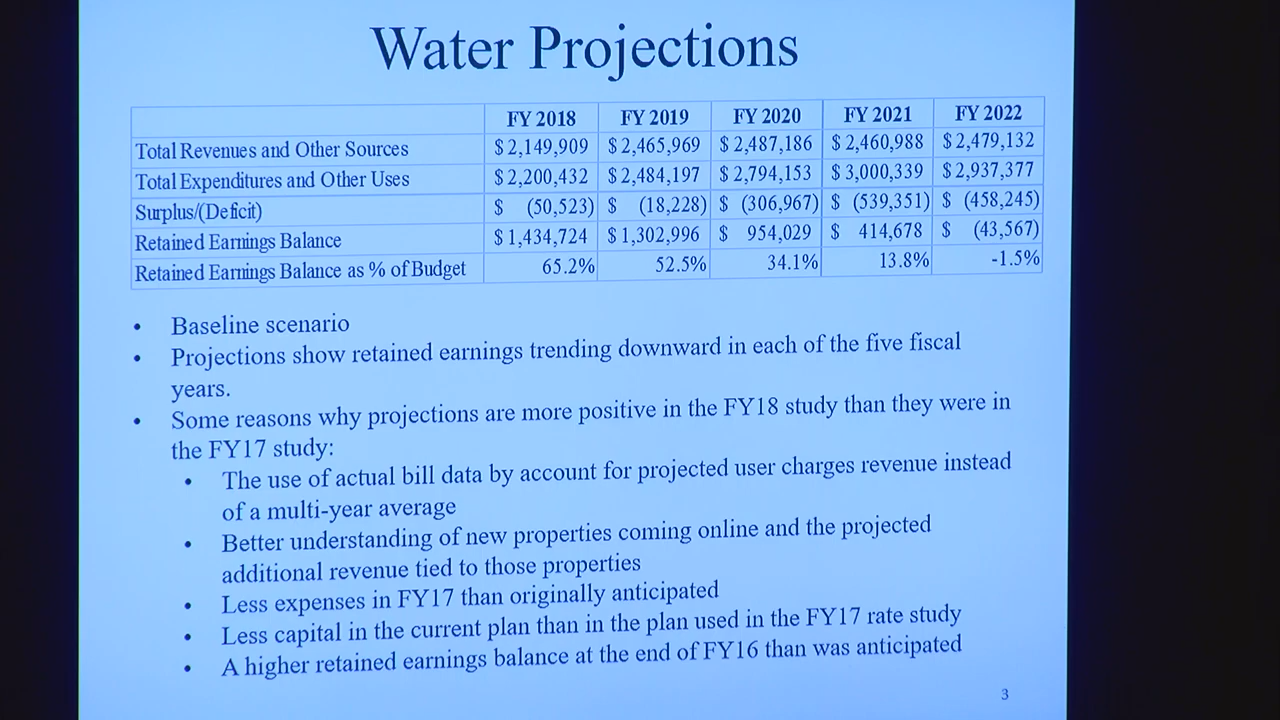 Water Projections
FY 2018 FY 2019 FY 2020 FY 2021 FY 2022
Total Revenues and Other Sources $ 2,149,909 $ 2,465,969 $ 2,487,186 $ 2,460,988 $ 2,479,132
Total Expenditures and Other Uses $ 2,200,432 $ 2,484,197 $ 2,794,153 $ 3,000,339 $ 2,937,377
Surplus/(Deficit) $ (50,523) $ (18,228) $ (306,967) $ (539,351) $ (458,245)
Retained Earnings Balance $ 1,434,724 $ 1,302,996 $ 954,029 $ 414,678 $ (43,567)
Retained Earnings Balance as % of Budget 65.2% 52.5% 34.1% 13.8% -1.5%
• Baseline scenario
• Projections show retained earnings trending downward in each of the five fiscal
years.
• Some reasons why projections are more positive in the FY18 study than they were in
the FY17 study:
• The use of actual bill data by account for projected user charges revenue instead
of a multi-year average
• Better understanding of new properties coming online and the projected
additional revenue tied to those properties
• Less expenses in FY17 than originally anticipated
• Less capital in the current plan than in the plan used in the FY17 rate study
• A higher retained earnings balance at the end of FY16 than was anticipated
3